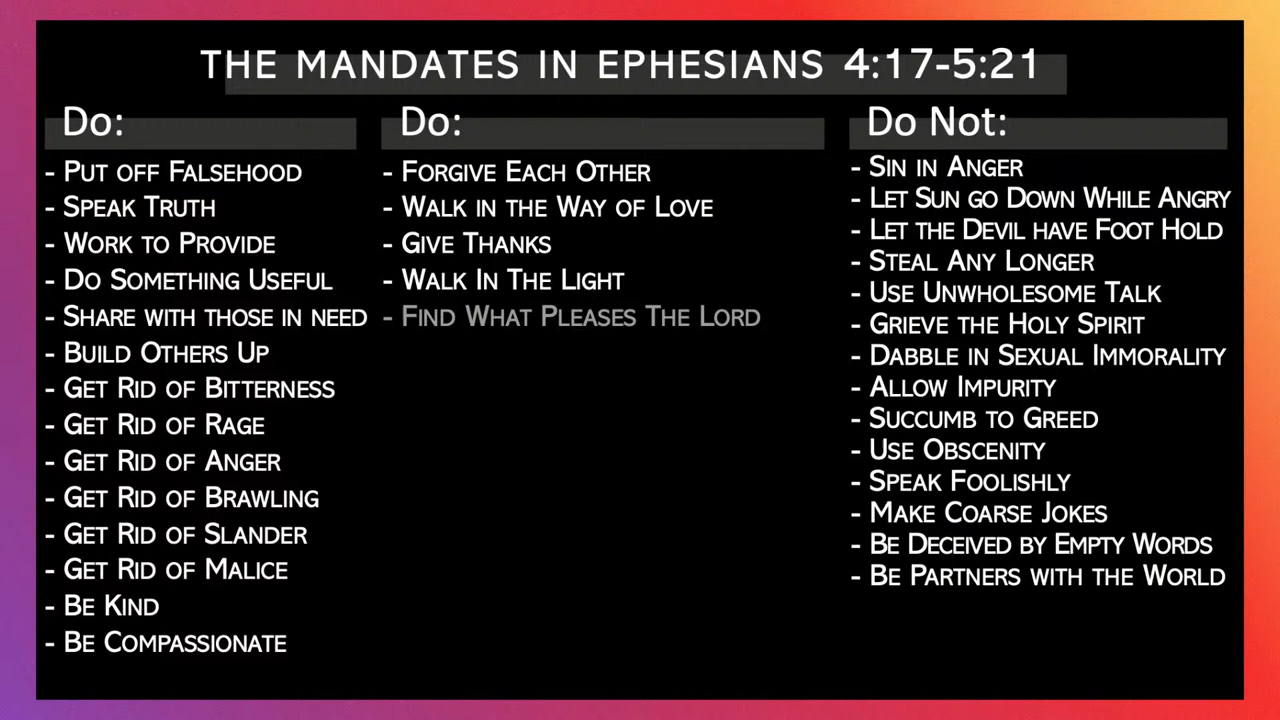 THE MANDATES IN EPHESIANS 4:17-5:21
Do:
- PUT OFF FALSEHOOD
- SPEAK TRUTH
- WORK TO PROVIDE
- DO SOMETHING USEFUL
- SHARE WITH THOSE IN NEED
- BUILD OTHERS UP
- GET RID OF BITTERNESS
- GET RID OF RAGE
- GET RID OF ANGER
- GET RID OF BRAWLING
- GET RID OF SLANDER
- GET RID OF MALICE
- BE KIND
- BE COMPASSIONATE
Do:
- FORGIVE EACH OTHER
- WALK IN THE WAY OF LOVE
- GIVE THANKS
- WALK IN THE LIGHT
- FIND WHAT PLEASES THE LORD
Do Not:
- SIN IN ANGER
- LET SUN GO DOWN WHILE ANGRY
- LET THE DEVIL HAVE FOOT HOLD
- STEAL ANY LONGER
- USE UNWHOLESOME TALK
- GRIEVE THE HOLY SPIRIT
- DABBLE IN SEXUAL IMMORALITY
- ALLOW IMPURITY
- SUCCUMB TO GREED
- USE OBSCENITY
- SPEAK FOOLISHLY
- MAKE COARSE JOKES
- BE DECEIVED BY EMPTY WORDS
- BE PARTNERS WITH THE WORLD